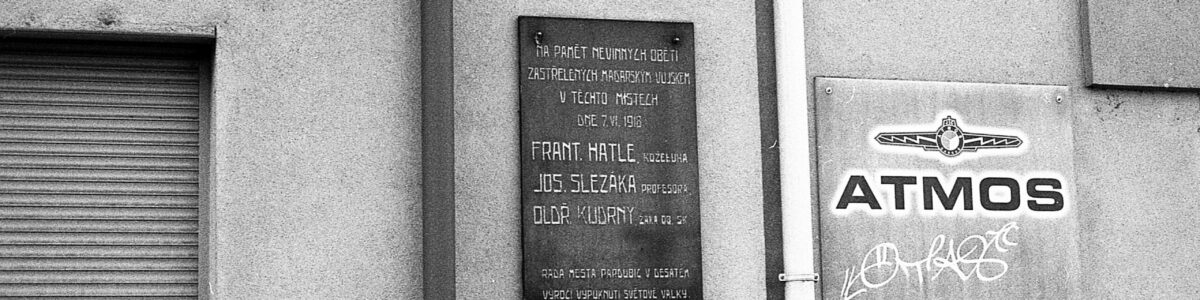 NA PAMĚT NEVINNÝCH OBĚTÍ
ZASTŘELENÝCH MAĎARSKÝM VOJSKEM
V TĚCHTO MÍSTECH
DNE 7. VI. 1918
FRANT. HATLE, KOŽELUHA
JOS. SLEZÁKA PROFESORA,
OLDŘ. KUDRNY, ŽÁKA OD. ŠK.
RADA MĚSTA PARDUBIC V DESÁTÉM
VÝROČÍ VYPUKNUTÍ SVĚTOVÉ VÁLKY.
ATMOS